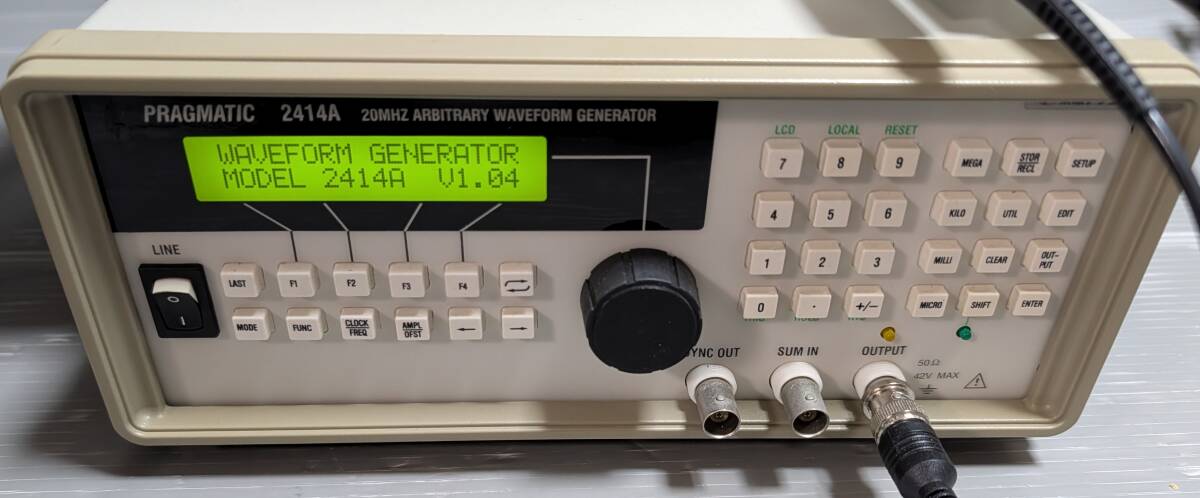 PRAGMATIC 2414A 20MHZ ARBITRARY WAVEFORM GENERATOR
WAVEFORM GENERATOR
MODEL 2414A V1.04
LINE
LAST F1 F2 F3 F4
MODE FUNC CLOCK FREQ AMPL OFST ← →
LCD LOCAL RESET
7 8 9 MEGA STOR RECL SETUP
4 5 6 KILO UTIL EDIT
1 2 3 MILLI CLEAR OUT-PUT
0 . +/− MICRO SHIFT ENTER
SYNC OUT SUM IN OUTPUT
50Ω
42V MAX